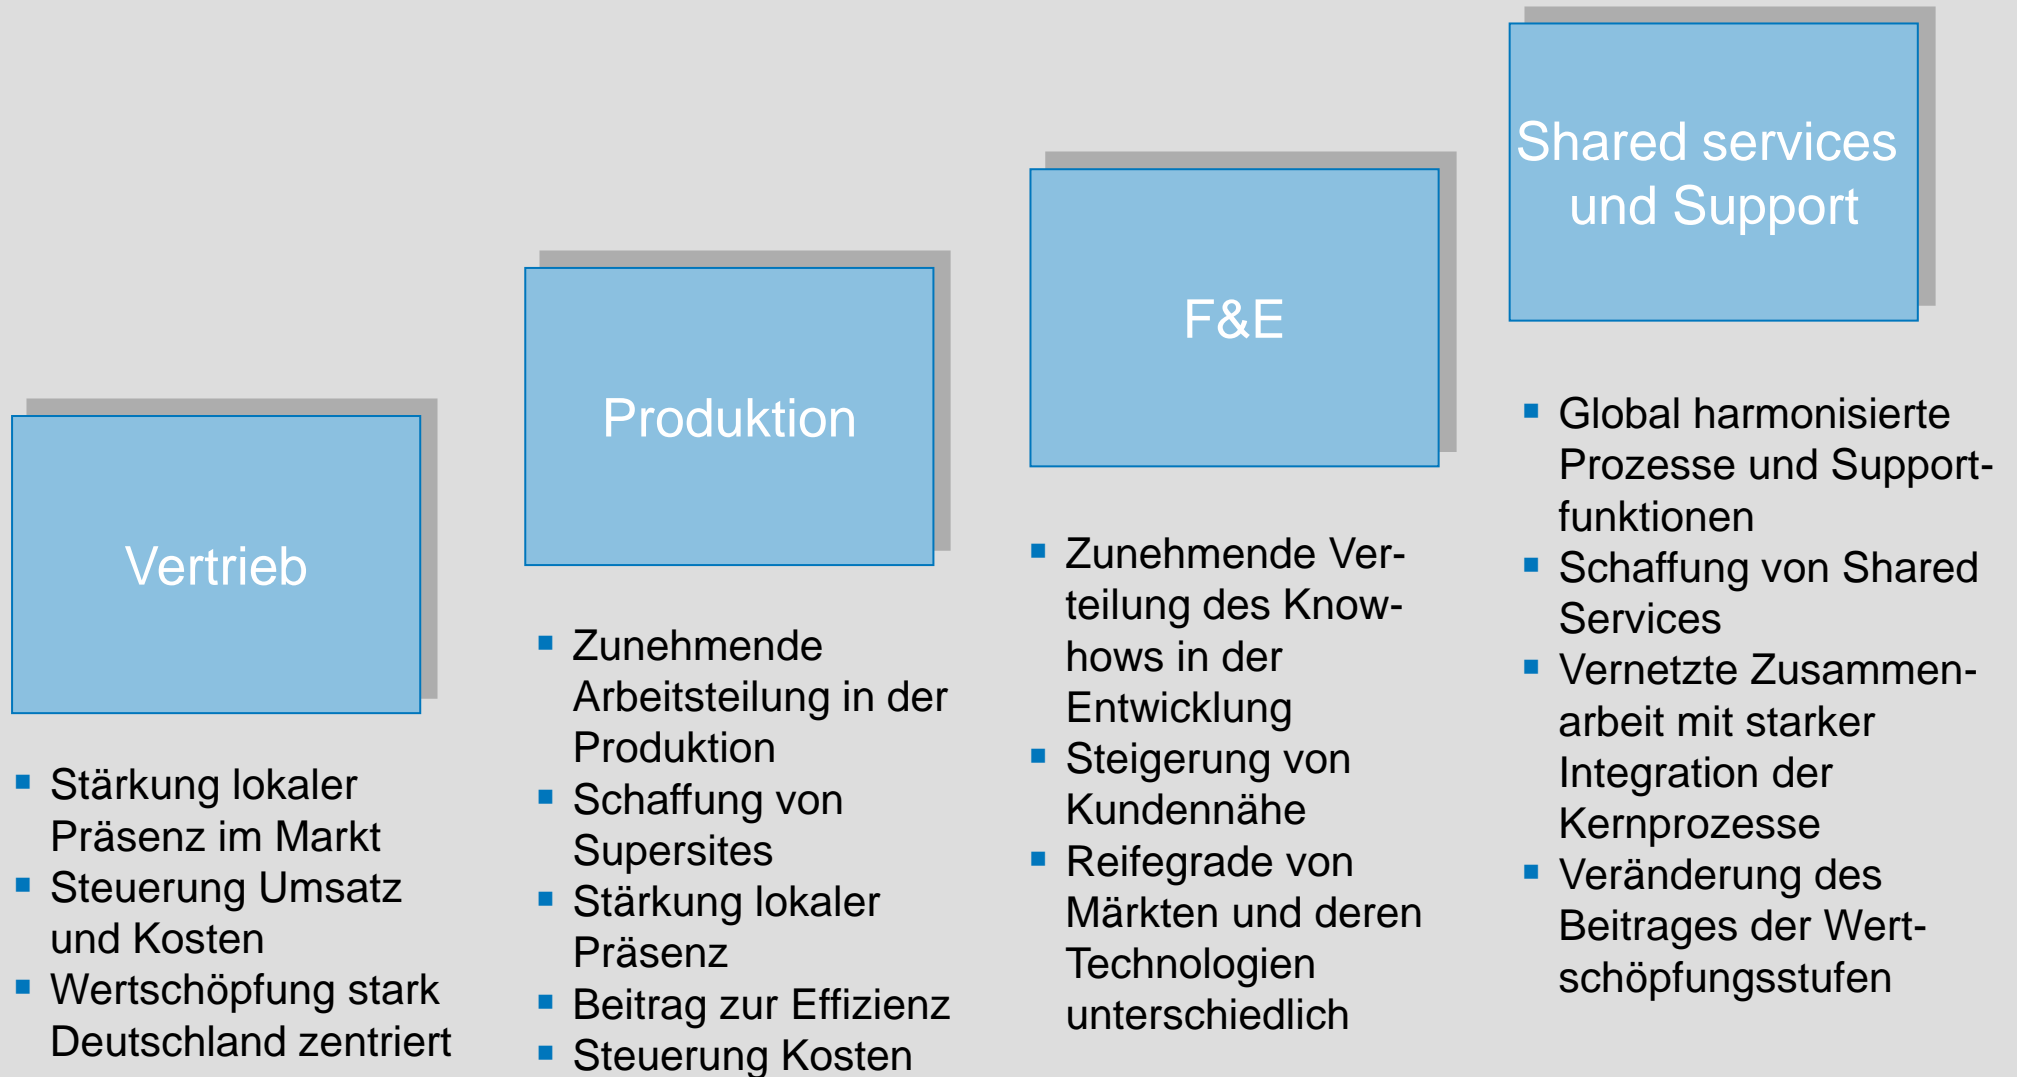 Vertrieb
Stärkung lokaler
Präsenz im Markt
Steuerung Umsatz
und Kosten
Wertschöpfung stark
Deutschland zentriert
Produktion
Zunehmende
Arbeitsteilung in der
Produktion
Schaffung von
Supersites
Stärkung lokaler
Präsenz
Beitrag zur Effizienz
Steuerung Kosten
F&E
Zunehmende Ver-
teilung des Know-
hows in der
Entwicklung
Steigerung von
Kundennähe
Reifegrade von
Märkten und deren
Technologien
unterschiedlich
Shared services
und Support
Global harmonisierte
Prozesse und Support-
funktionen
Schaffung von Shared
Services
Vernetzte Zusammen-
arbeit mit starker
Integration der
Kernprozesse
Veränderung des
Beitrages der Wert-
schöpfungsstufen